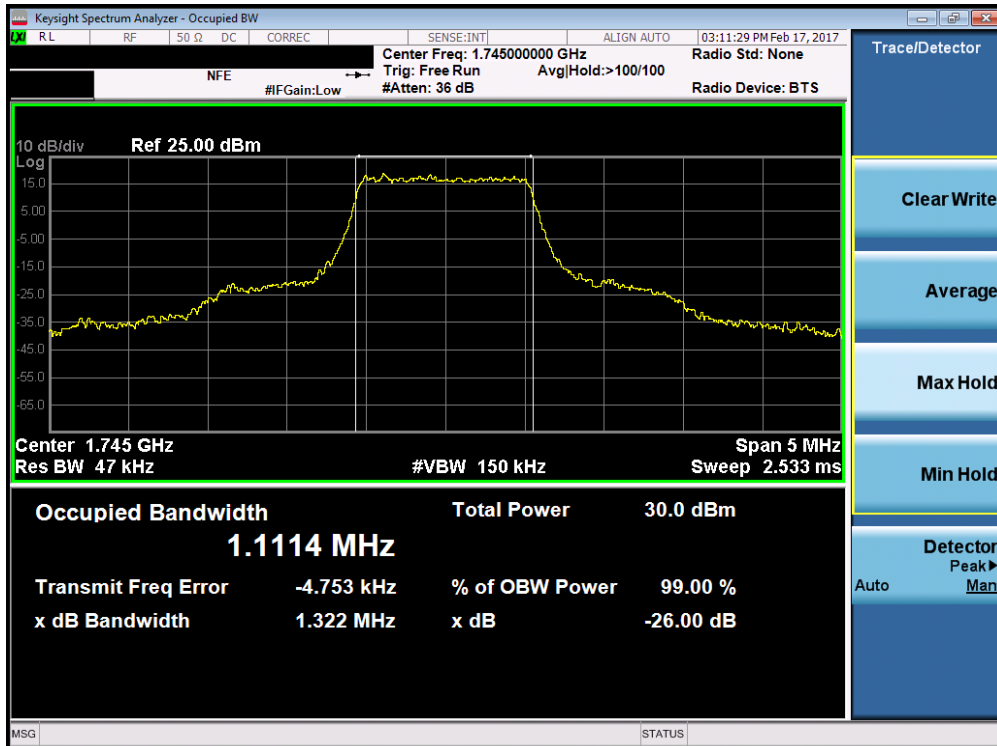 Keysight Spectrum Analyzer - Occupied BW
LXI RL RF 50 Ω DC CORREC SENSE:INT ALIGN AUTO 03:11:29 PM Feb 17, 2017
Center Freq: 1.745000000 GHz Radio Std: None
NFE Trig: Free Run Avg|Hold:>100/100
#IFGain:Low #Atten: 36 dB Radio Device: BTS
Trace/Detector
10 dB/div Ref 25.00 dBm
Log
15.0
5.00
-5.00
-15.0
-25.0
-35.0
-45.0
-55.0
-65.0
Center 1.745 GHz Span 5 MHz
Res BW 47 kHz #VBW 150 kHz Sweep 2.533 ms
Occupied Bandwidth Total Power 30.0 dBm
1.1114 MHz
Transmit Freq Error -4.753 kHz % of OBW Power 99.00 %
x dB Bandwidth 1.322 MHz x dB -26.00 dB
Clear Write
Average
Max Hold
Min Hold
Detector
Peak▶
Auto Man
MSG STATUS